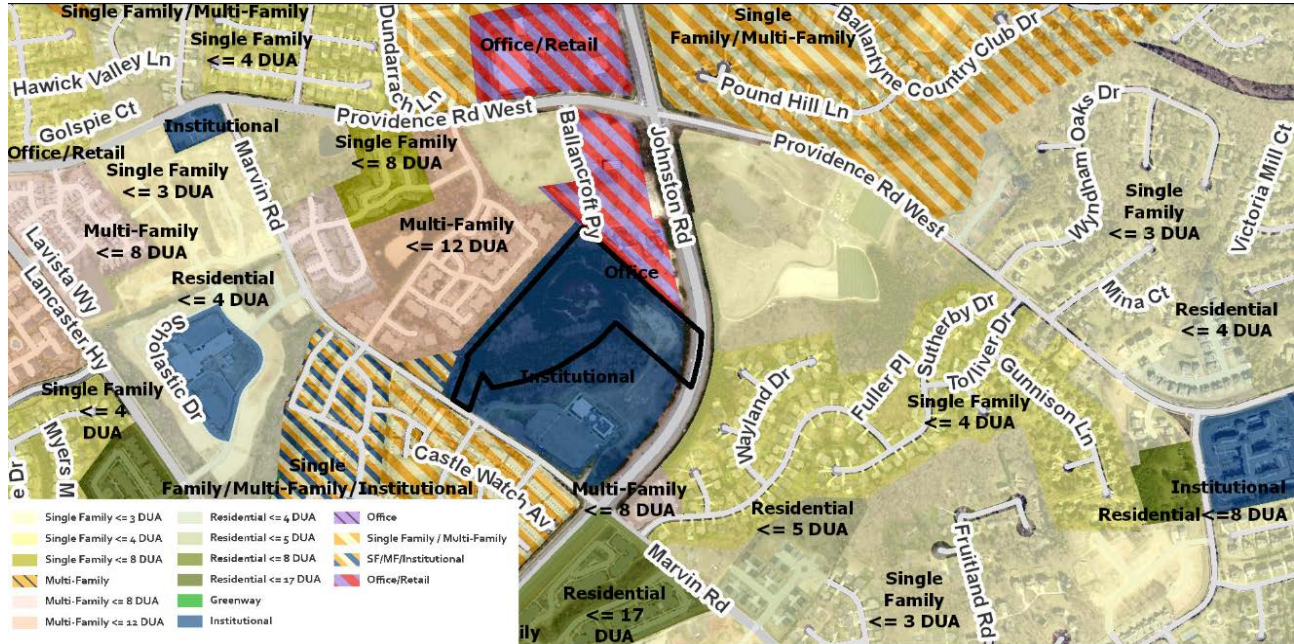 Single Family/Multi-Family
Single Family
<= 4 DUA
Hawick Valley Ln
Golspie Ct
Dundarrach Ln
Office/Retail
Single
Family/Multi-Family
Ballantyne Country Club Dr
Pound Hill Ln
Providence Rd West
Institutional
Office/Retail
Single Family
<= 3 DUA
Marvin Rd
Single Family
<= 8 DUA
Ballancroft Py
Johnston Rd
Providence Rd West
Wynpham Oaks Dr
Single
Family
<= 3 DUA
Victoria Mill Ct
Multi-Family
<= 8 DUA
Multi-Family
<= 12 DUA
Lavista Wy
Lancaster Hy
Residential
<= 4 DUA
Scholastic Dr
Office
Institutional
Mina Ct
Residential
<= 4 DUA
Sutherby Dr
Tolliver Dr
Fuller Pl
Wayland Dr
Gunnison Ln
Single Family
<= 4 DUA
Single Family
<= 4
DUA
Myers M
e Dr
Single
Family/Multi-Family/Institutional
Castle Watch Av
Multi-Family
<= 8 DUA
Residential
<= 5 DUA
Institutional
Residential <=8 DUA
Marvin Rd
Fruitland Rd
Single
Family
<= 3 DUA
Residential
<= 17
DUA
ily
Single Family <= 3 DUA
Single Family <= 4 DUA
Single Family <= 8 DUA
Multi-Family
Multi-Family <= 8 DUA
Multi-Family <= 12 DUA
Residential <= 4 DUA
Residential <= 5 DUA
Residential <= 8 DUA
Residential <= 17 DUA
Greenway
Institutional
Office
Single Family / Multi-Family
SF/MF/Institutional
Office/Retail